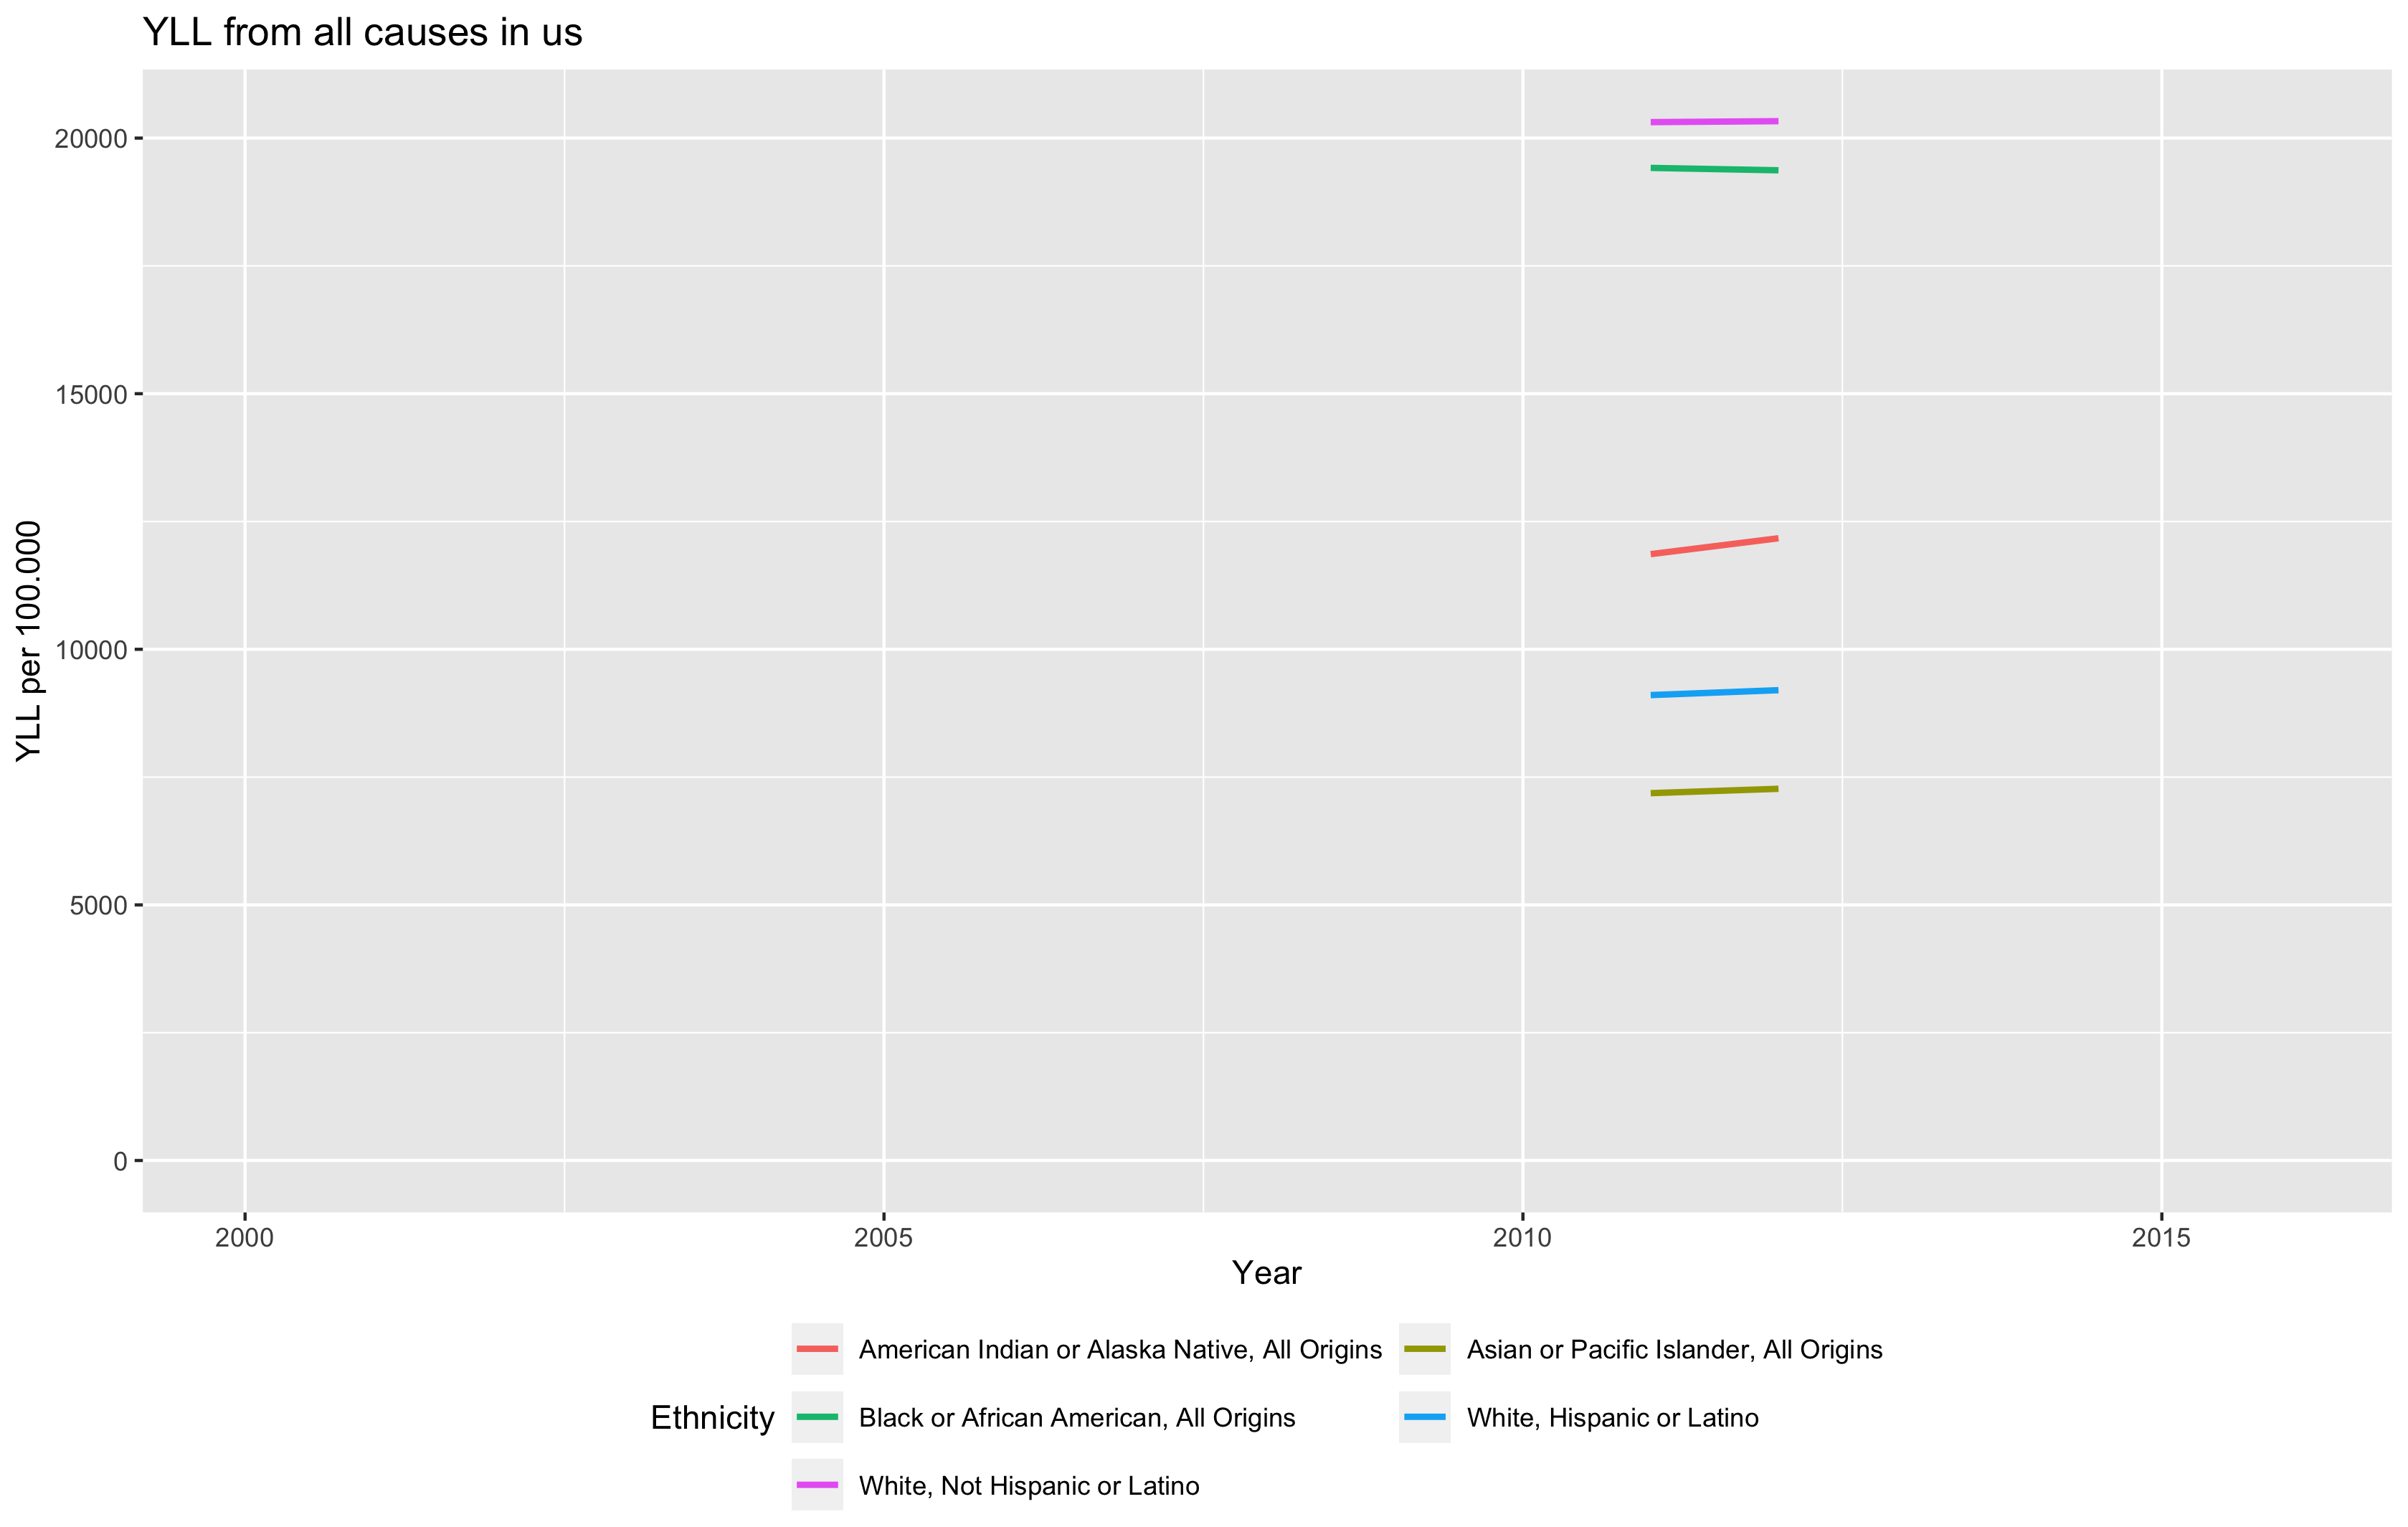 YLL from all causes in us
YLL per 100.000
20000
15000
10000
5000
0
2000 2005 2010 2015
Year
Ethnicity
American Indian or Alaska Native, All Origins
Asian or Pacific Islander, All Origins
Black or African American, All Origins
White, Hispanic or Latino
White, Not Hispanic or Latino